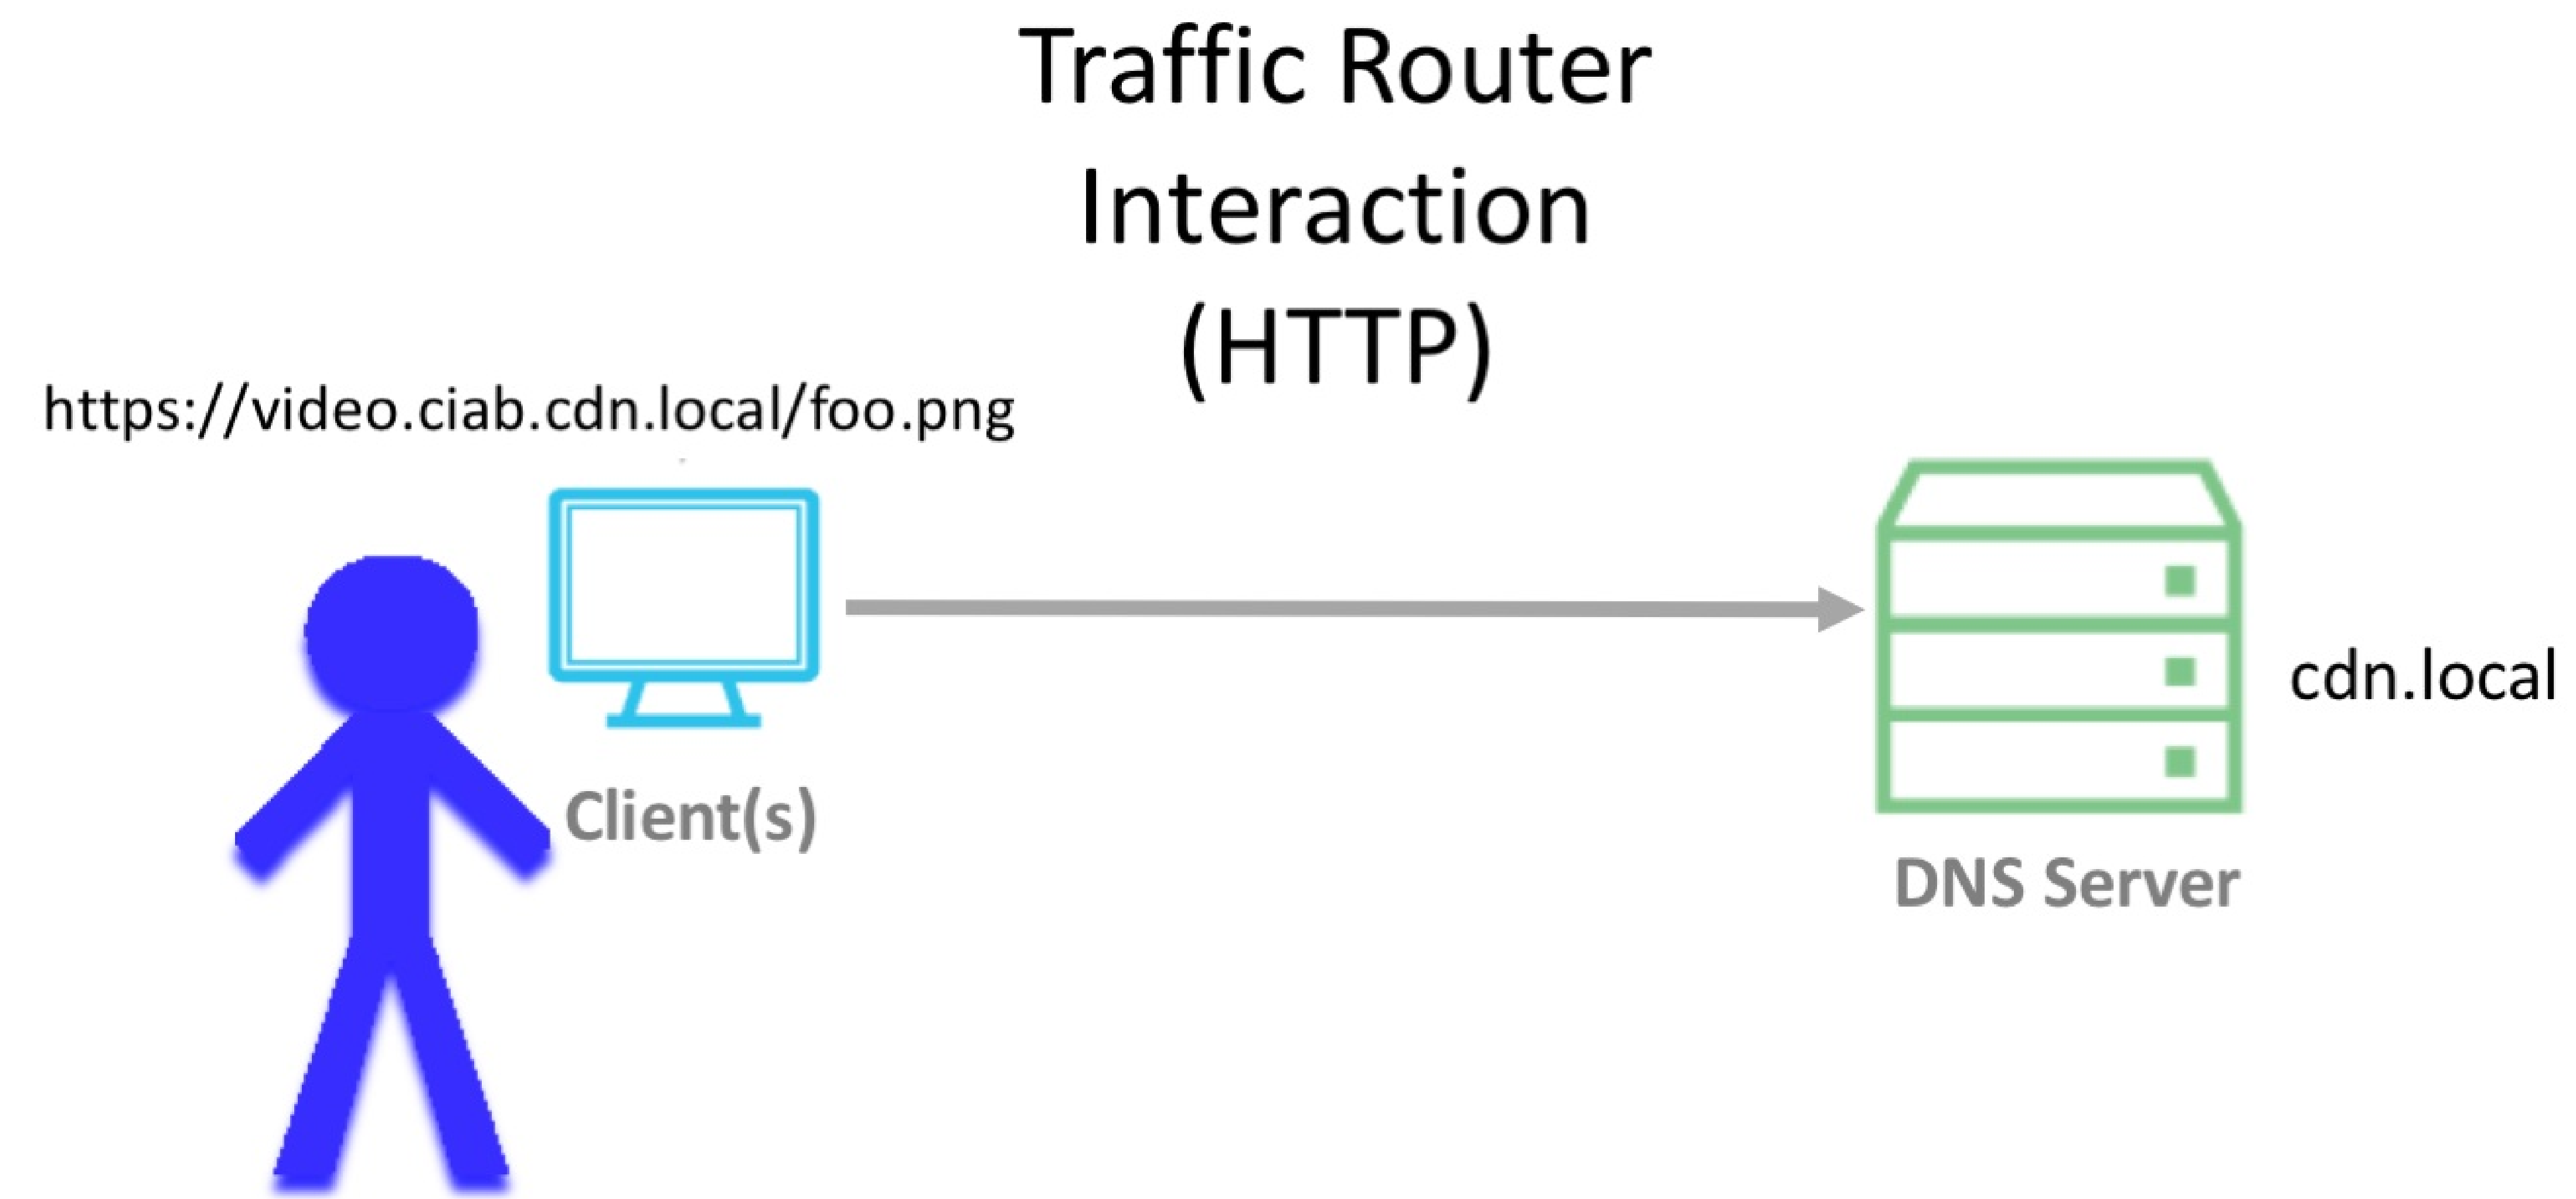 Traffic Router
Interaction
(HTTP)
https://video.ciab.cdn.local/foo.png
Client(s)
cdn.local
DNS Server